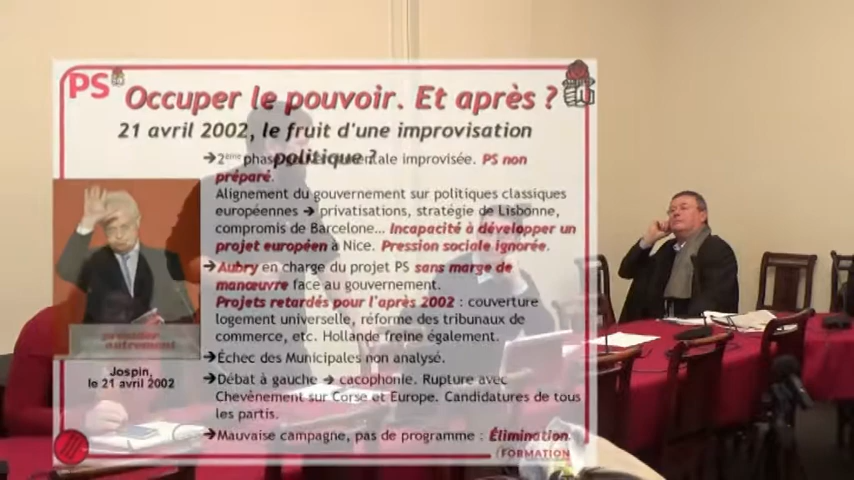 PS
Occuper le pouvoir. Et après ?
21 avril 2002, le fruit d'une improvisation
politique ?
➔2ème phase gouvernementale improvisée. PS non
préparé.
Alignement du gouvernement sur politiques classiques
européennes ➔ privatisations, stratégie de Lisbonne,
compromis de Barcelone... Incapacité à développer un
projet européen à Nice. Pression sociale ignorée.
➔Aubry en charge du projet PS sans marge de
manœuvre face au gouvernement.
Projets retardés pour l'après 2002 : couverture
logement universelle, réforme des tribunaux de
commerce, etc. Hollande freine également.
➔Échec des Municipales non analysé.
➔Débat à gauche ➔ cacophonie. Rupture avec
Chevènement sur Corse et Europe. Candidatures de tous
les partis.
➔Mauvaise campagne, pas de programme : Élimination.
présider
autrement
Jospin,
le 21 avril 2002
FORMATION